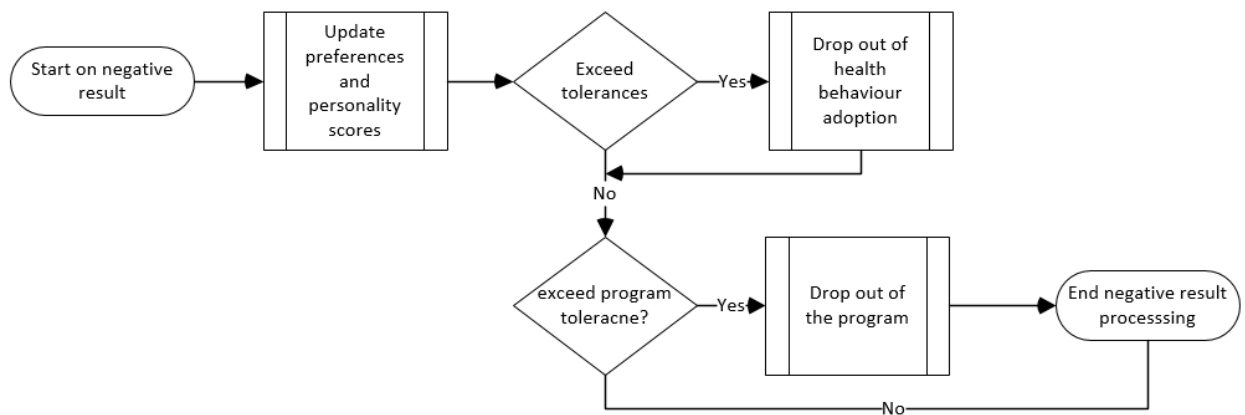 Start on negative
result
Update
preferences
and
personality
scores
Exceed
tolerances
Yes
Drop out of
health
behaviour
adoption
No
exceed program
toleracne?
Yes
Drop out of
the program
End negative result
processsing
No